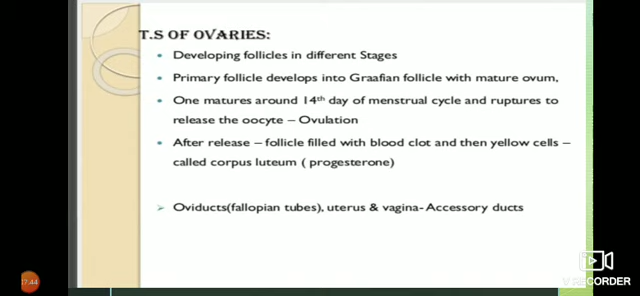 T.S OF OVARIES:
• Developing follicles in different Stages
• Primary follicle develops into Graafian follicle with mature ovum,
• One matures around 14th day of menstrual cycle and ruptures to
release the oocyte – Ovulation
• After release – follicle filled with blood clot and then yellow cells –
called corpus luteum ( progesterone)
➢ Oviducts(fallopian tubes), uterus & vagina- Accessory ducts
17:44
V RECORDER